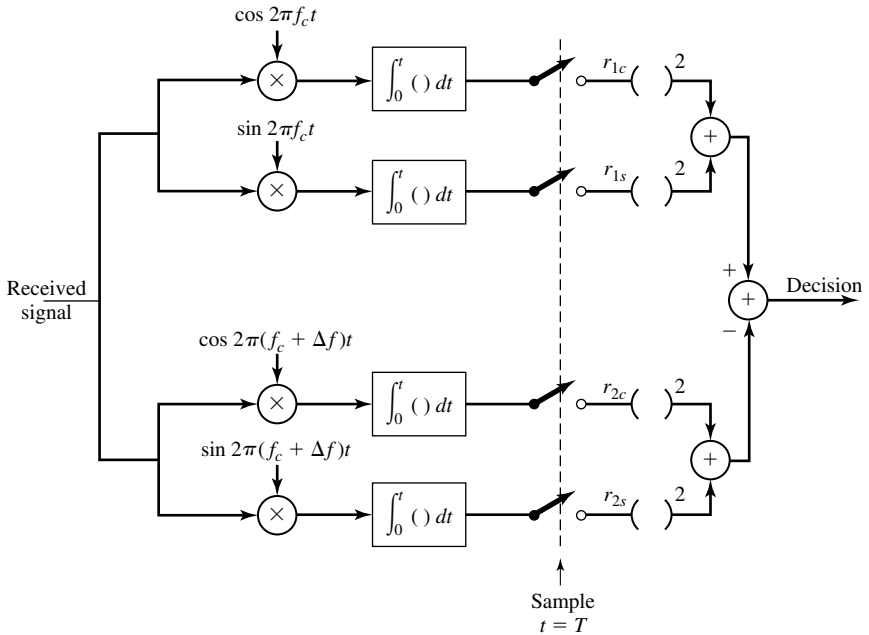 cos 2πf_c t
×
∫_0^t ( ) dt
r_1c
( )^2
+
sin 2πf_c t
×
∫_0^t ( ) dt
r_1s
( )^2
Received
signal
+
+
−
Decision
cos 2π(f_c + Δf)t
×
∫_0^t ( ) dt
r_2c
( )^2
+
sin 2π(f_c + Δf)t
×
∫_0^t ( ) dt
r_2s
( )^2
Sample
t = T